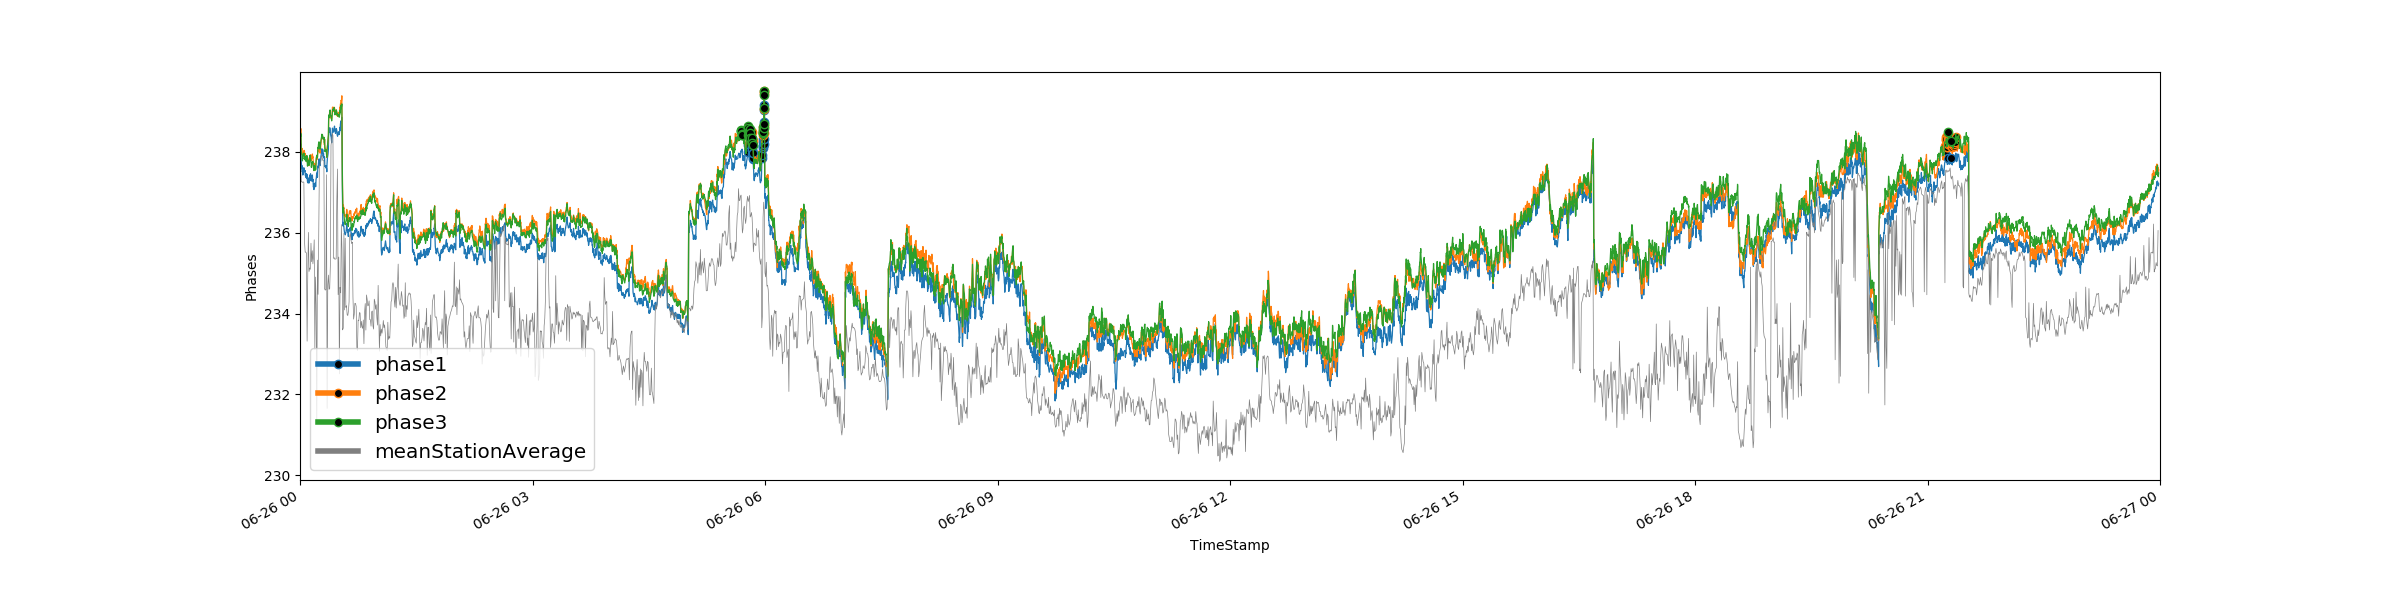 Phases
238
236
234
232
230
phase1
phase2
phase3
meanStationAverage
06-26 00
06-26 03
06-26 06
06-26 09
06-26 12
06-26 15
06-26 18
06-26 21
06-27 00
TimeStamp